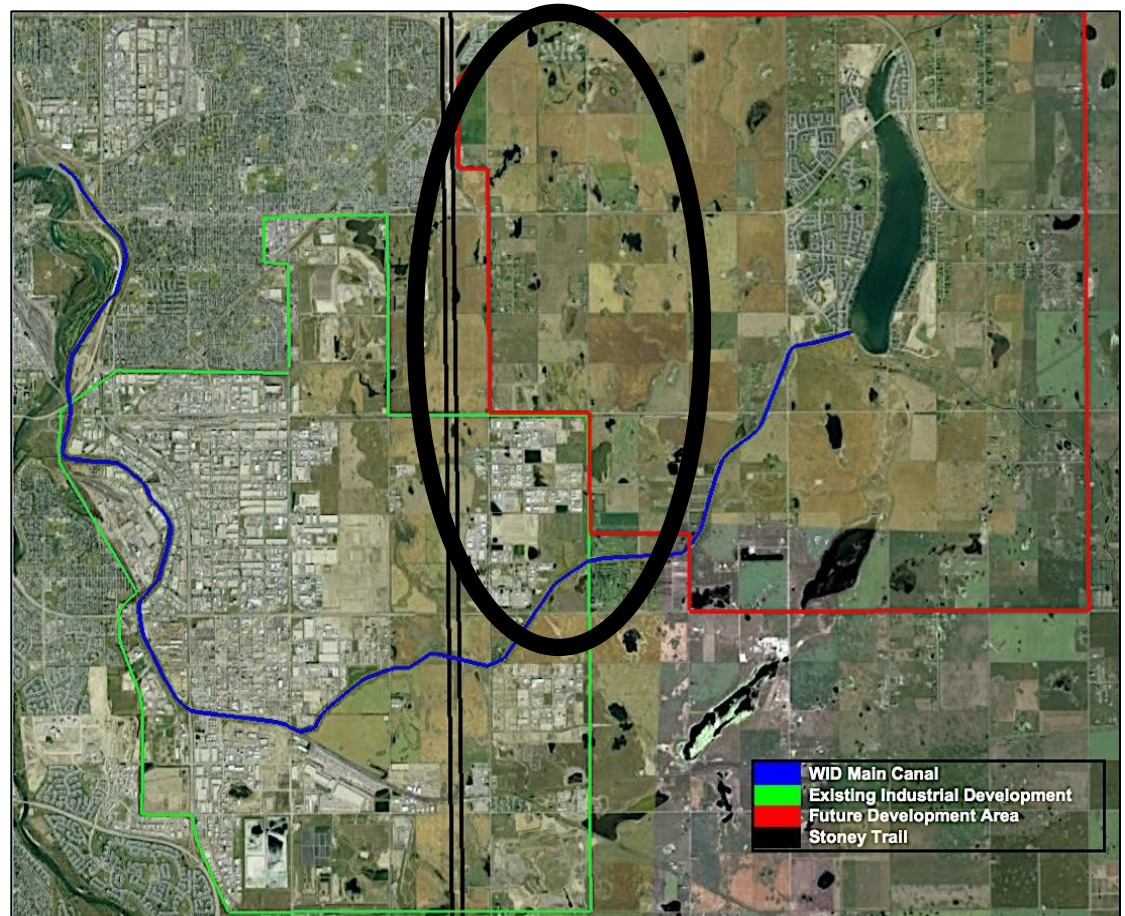 WID Main Canal
Existing Industrial Development
Future Development Area
Stoney Trail